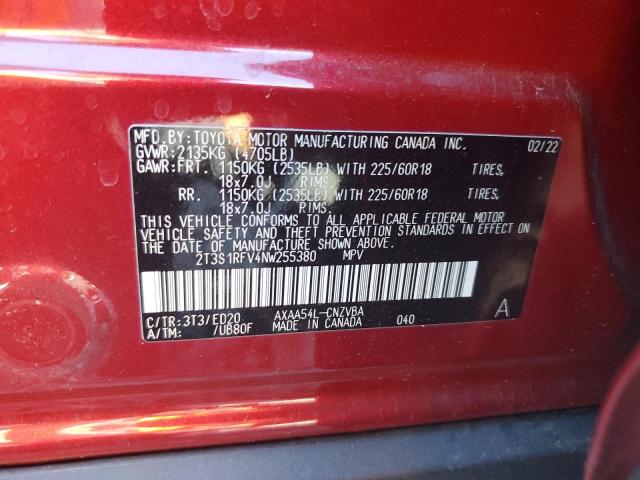 MFD. BY: TOYOTA MOTOR MANUFACTURING CANADA INC. 02/22
GVWR: 2135KG (4705LB)
GAWR: FRT. 1150KG (2535LB) WITH 225/60R18 TIRES,
18x7.0J RIMS,
RR. 1150KG (2535LB) WITH 225/60R18 TIRES,
18x7.0J RIMS.
THIS VEHICLE CONFORMS TO ALL APPLICABLE FEDERAL MOTOR
VEHICLE SAFETY AND THEFT PREVENTION STANDARDS IN EFFECT
ON THE DATE OF MANUFACTURE SHOWN ABOVE.
2T3S1RFV4NW255380 MPV
C/TR: 3T3/ED20 AXAA54L-CNZVBA
A/TM: /UB80F MADE IN CANADA 040 A